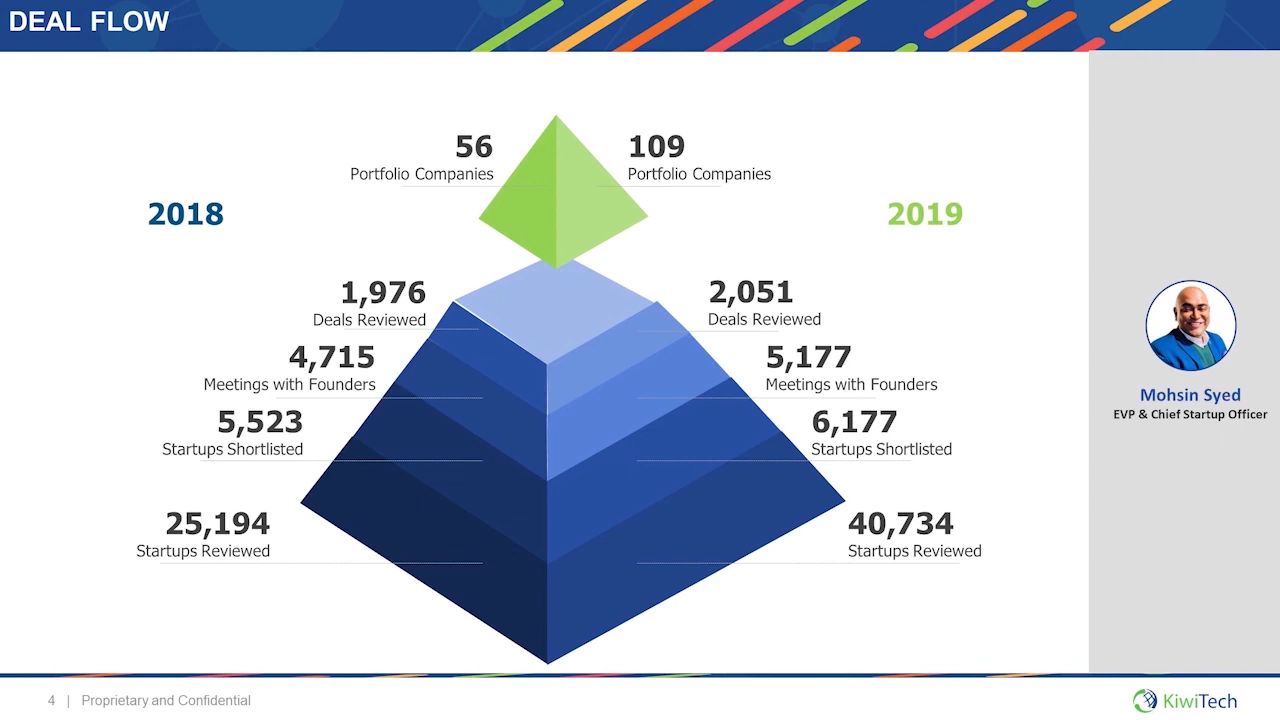 DEAL FLOW
56
Portfolio Companies
109
Portfolio Companies
2018
2019
1,976
Deals Reviewed
2,051
Deals Reviewed
4,715
Meetings with Founders
5,177
Meetings with Founders
5,523
Startups Shortlisted
6,177
Startups Shortlisted
25,194
Startups Reviewed
40,734
Startups Reviewed
Mohsin Syed
EVP & Chief Startup Officer
4 | Proprietary and Confidential
KiwiTech